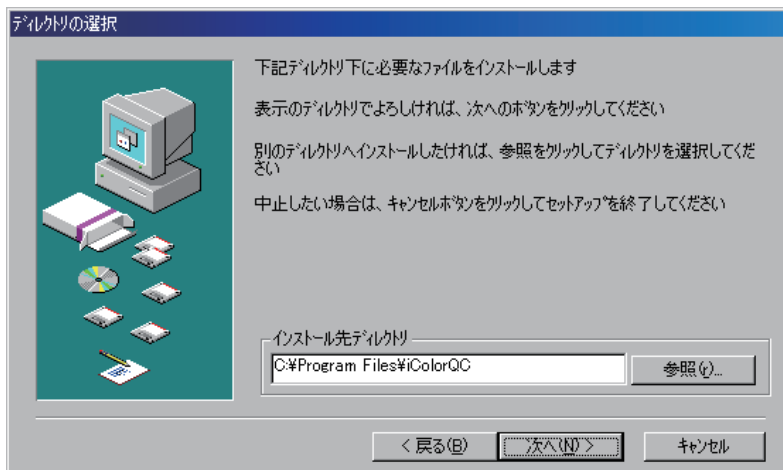 ディレクトリの選択
下記ディレクトリ下に必要なファイルをインストールします
表示のディレクトリでよろしければ、次へのボタンをクリックしてください
別のディレクトリへインストールしたければ、参照をクリックしてディレクトリを選択してくだ
さい
中止したい場合は、キャンセルボタンをクリックしてセットアップを終了してください
インストール先ディレクトリ
C:¥Program Files¥iColorQC
参照(r)...
< 戻る(B)
次へ(N) >
キャンセル